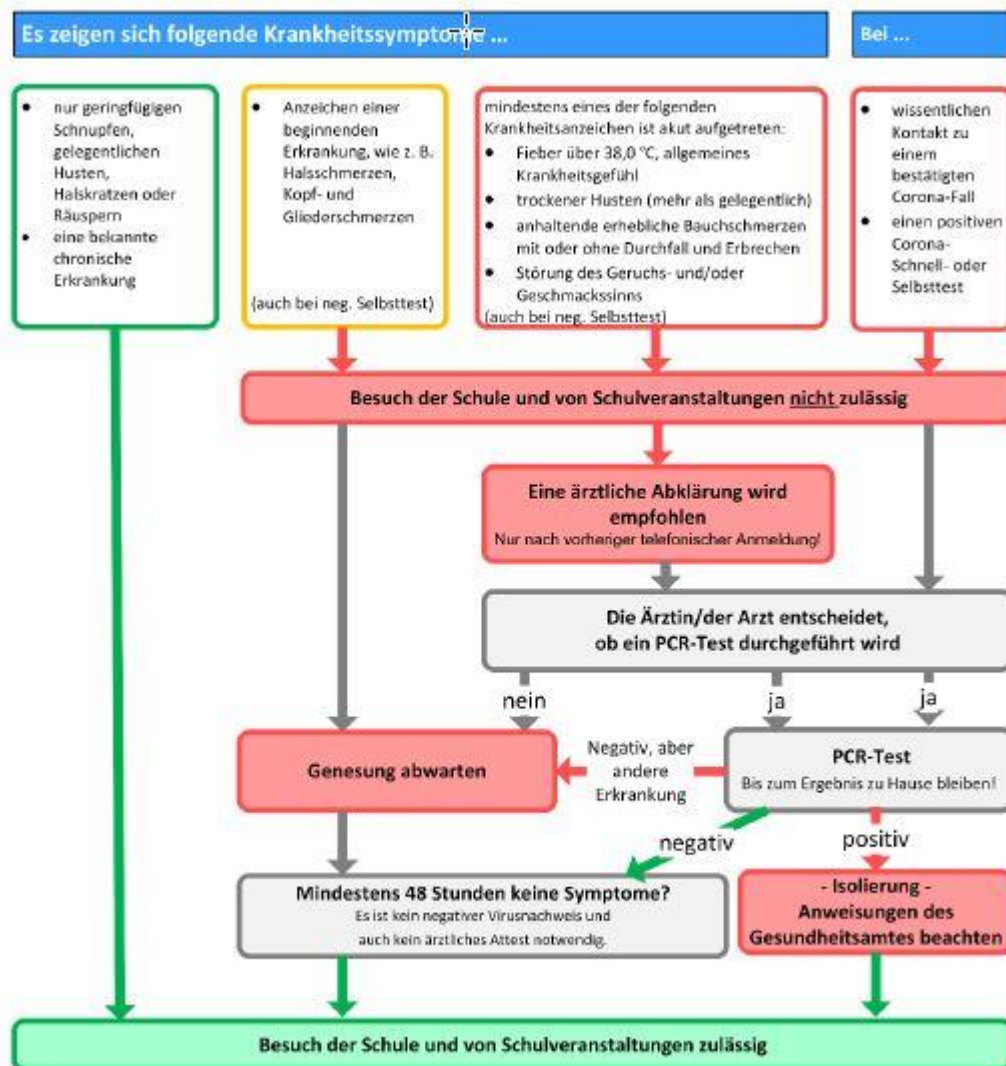 Es zeigen sich folgende Krankheitssymptome ...
Bei ...
• nur geringfügigen
Schnupfen,
gelegentlichen
Husten,
Halskratzen oder
Räuspern
• eine bekannte
chronische
Erkrankung
• Anzeichen einer
beginnenden
Erkrankung, wie z. B.
Halsschmerzen,
Kopf- und
Gliederschmerzen
(auch bei neg. Selbsttest)
mindestens eines der folgenden
Krankheitsanzeichen ist akut aufgetreten:
• Fieber über 38,0 °C, allgemeines
Krankheitsgefühl
• trockener Husten (mehr als gelegentlich)
• anhaltende erhebliche Bauchschmerzen
mit oder ohne Durchfall und Erbrechen
• Störung des Geruchs- und/oder
Geschmackssinns
(auch bei neg. Selbsttest)
• wissentlichen
Kontakt zu
einem
bestätigten
Corona-Fall
• einen positiven
Corona-
Schnell- oder
Selbsttest
Besuch der Schule und von Schulveranstaltungen nicht zulässig
Eine ärztliche Abklärung wird
empfohlen
Nur nach vorheriger telefonischer Anmeldung!
Die Ärztin/der Arzt entscheidet,
ob ein PCR-Test durchgeführt wird
nein
ja
ja
Genesung abwarten
Negativ, aber
andere
Erkrankung
PCR-Test
Bis zum Ergebnis zu Hause bleiben!
negativ
positiv
Mindestens 48 Stunden keine Symptome?
Es ist kein negativer Virusnachweis und
auch kein ärztliches Attest notwendig.
- Isolierung -
Anweisungen des
Gesundheitsamtes beachten
Besuch der Schule und von Schulveranstaltungen zulässig